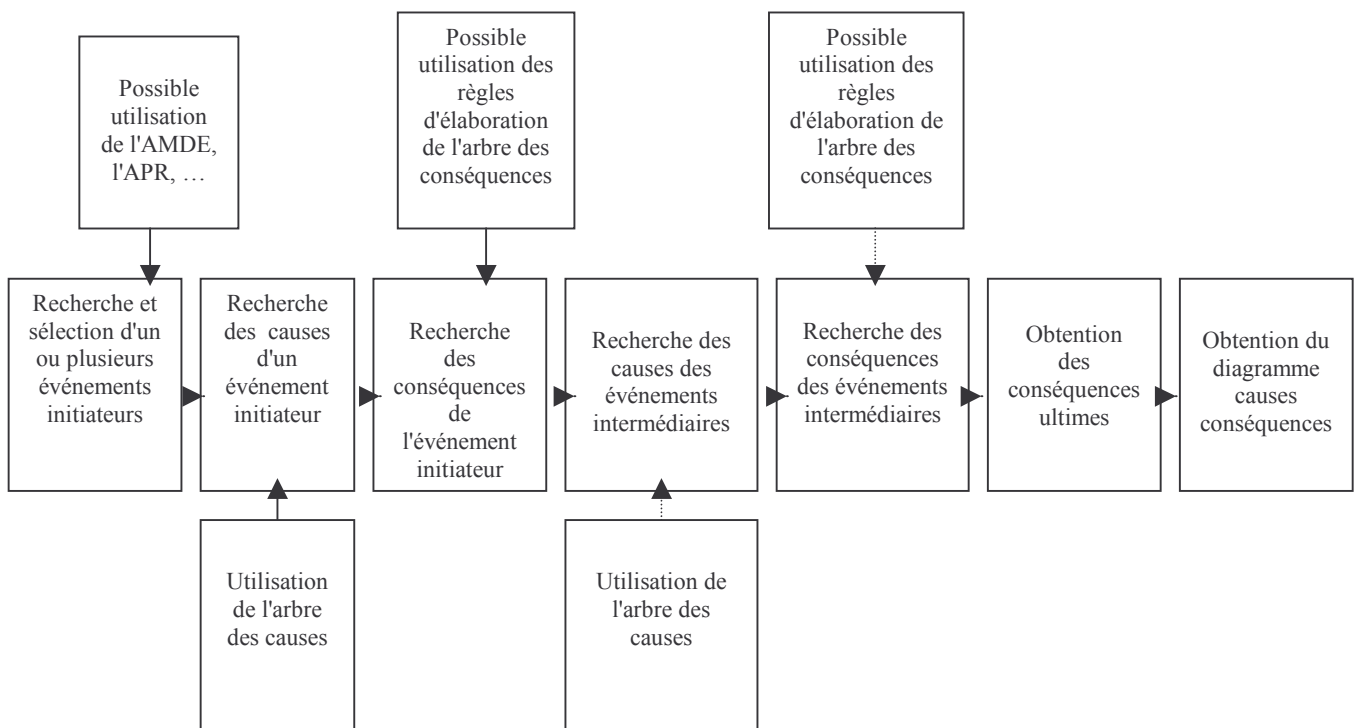 Possible
utilisation
de l'AMDE,
l'APR, …
Possible
utilisation des
règles
d'élaboration
de l'arbre des
conséquences
Possible
utilisation des
règles
d'élaboration de
l'arbre des
conséquences
Recherche et
sélection d'un
ou plusieurs
événements
initiateurs
Recherche
des causes
d'un
événement
initiateur
Recherche
des
conséquences
de
l'événement
initiateur
Recherche des
causes des
événements
intermédiaires
Recherche des
conséquences
des événements
intermédiaires
Obtention
des
conséquences
ultimes
Obtention du
diagramme
causes
conséquences
Utilisation
de l'arbre
des causes
Utilisation de
l'arbre des
causes